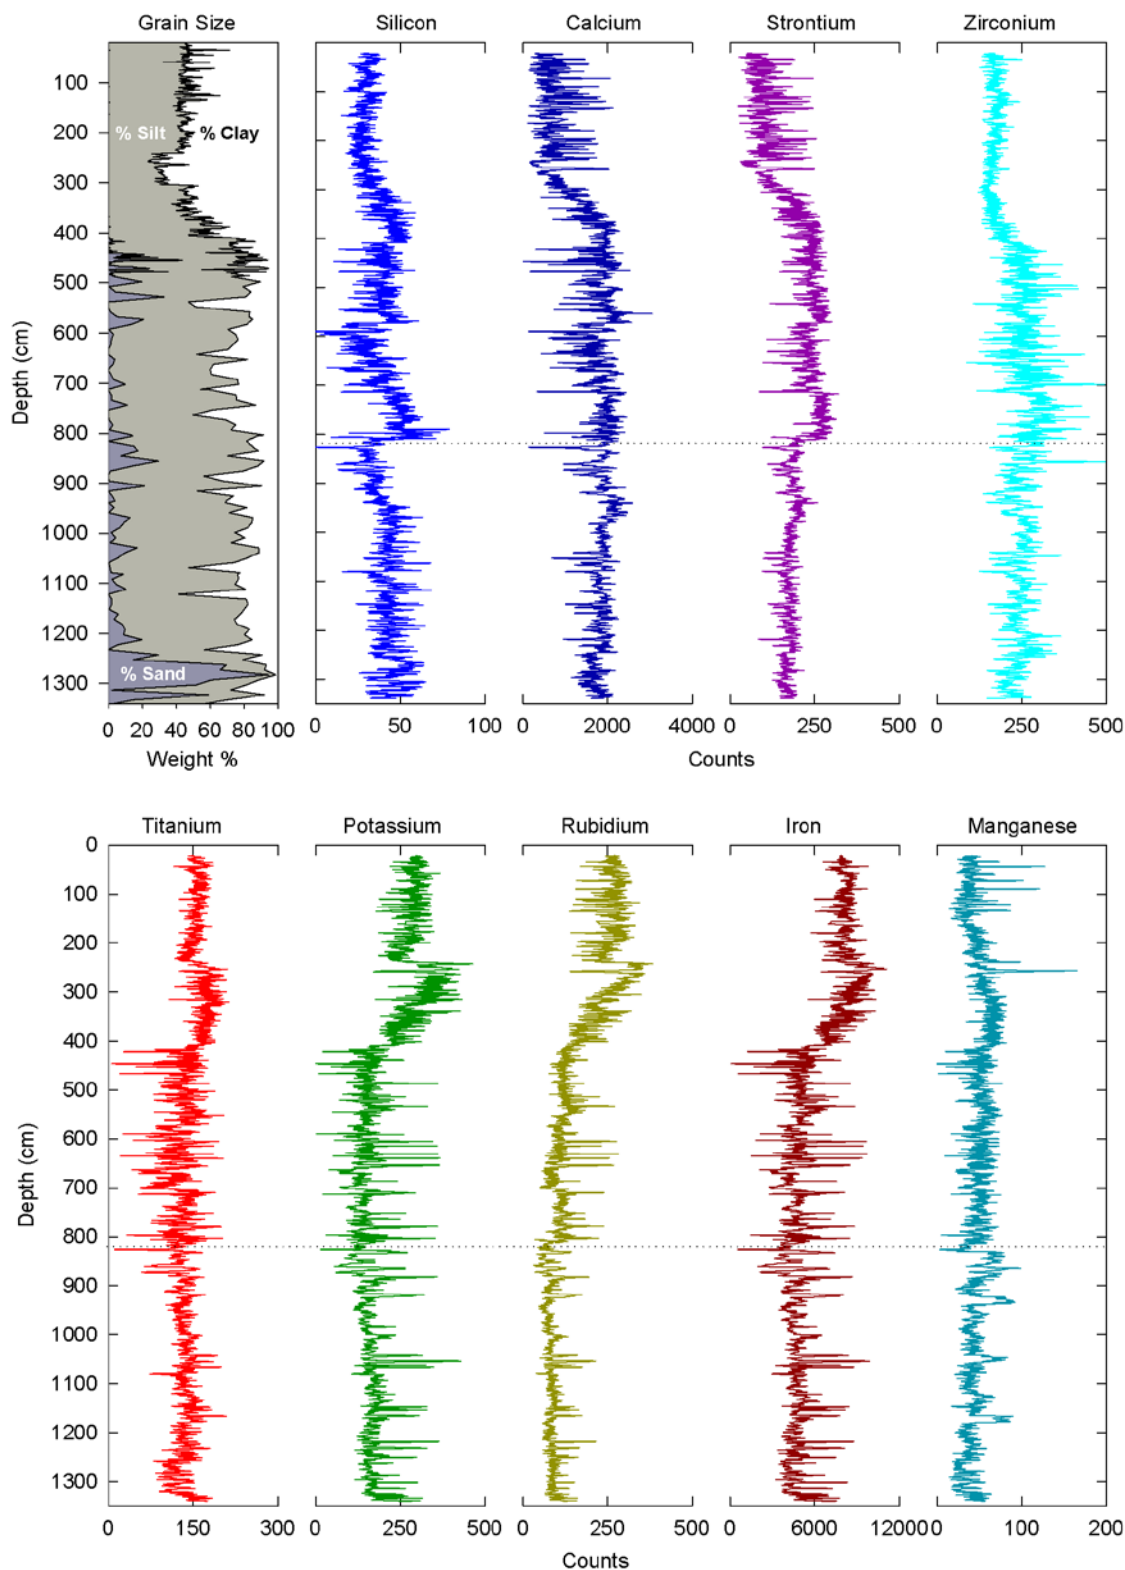 Grain Size Silicon Calcium Strontium Zirconium
100
200
300
400
500
600
700
800
900
1000
1100
1200
1300
Depth (cm)
% Silt % Clay
% Sand
0 20 40 60 80 100 0 50 100 0 2000 4000 0 250 500 0 250 500
Weight % Counts
Titanium Potassium Rubidium Iron Manganese
0
100
200
300
400
500
600
700
800
900
1000
1100
1200
1300
Depth (cm)
0 150 300 0 250 500 0 250 500 0 6000 12000 0 100 200
Counts